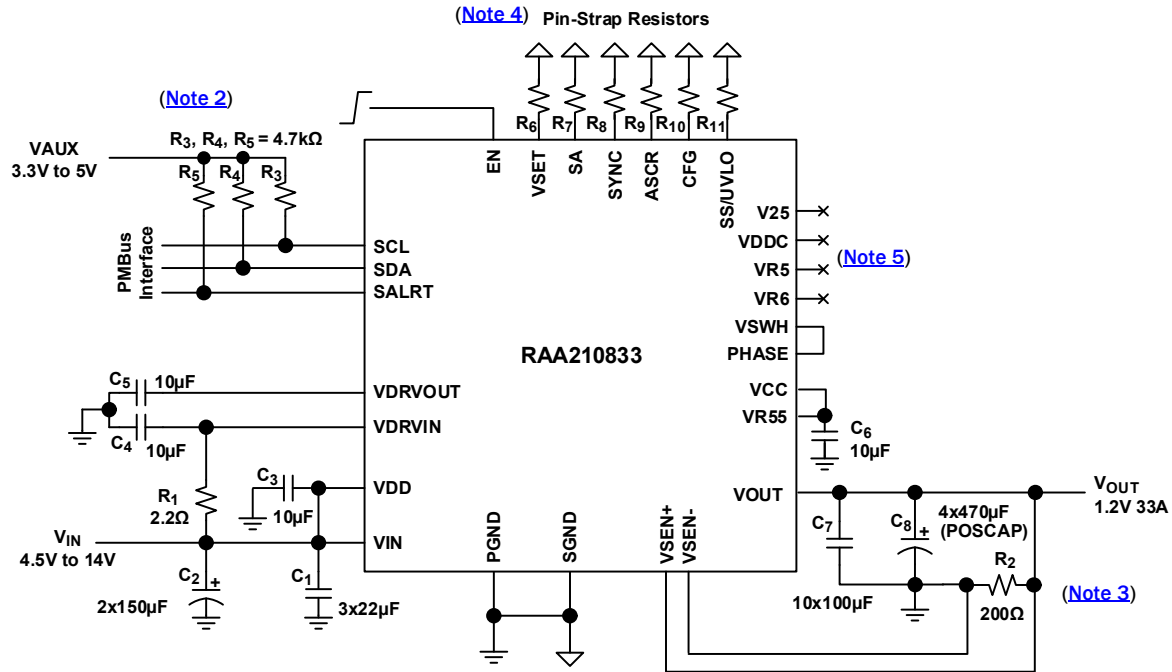 (Note 4) Pin-Strap Resistors
(Note 2)
R3, R4, R5 = 4.7kΩ
VAUX
3.3V to 5V
R5
R4
R3
R6
R7
R8
R9
R10
R11
EN
VSET
SA
SYNC
ASCR
CFG
SS/UVLO
PMBus
Interface
SCL
SDA
SALRT
V25
VDDC
VR5
VR6
(Note 5)
VSWH
PHASE
RAA210833
C5
10µF
VDRVOUT
VCC
C4
10µF
VDRVIN
VR55
C6
10µF
R1
2.2Ω
C3
10µF
VDD
VOUT
VOUT
1.2V 33A
VIN
4.5V to 14V
VIN
PGND
SGND
VSEN+
VSEN-
C7
10x100µF
C8
4x470µF
(POSCAP)
R2
200Ω
(Note 3)
C2
2x150µF
C1
3x22µF
+
+